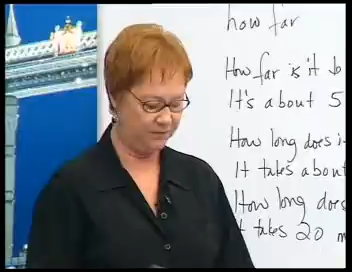 how far
How far is it
It's about 5
How long does
It takes about
How long does
It takes 20